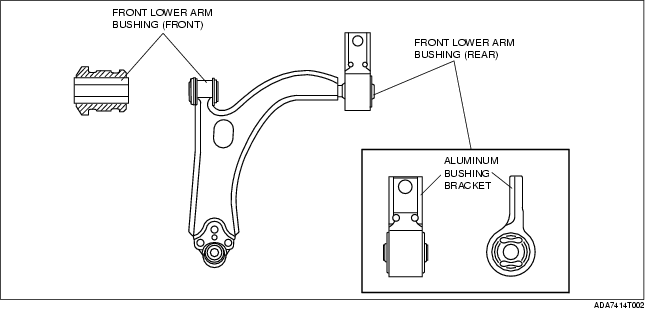 FRONT LOWER ARM
BUSHING (FRONT)
FRONT LOWER ARM
BUSHING (REAR)
ALUMINUM
BUSHING
BRACKET
ADA7414T002